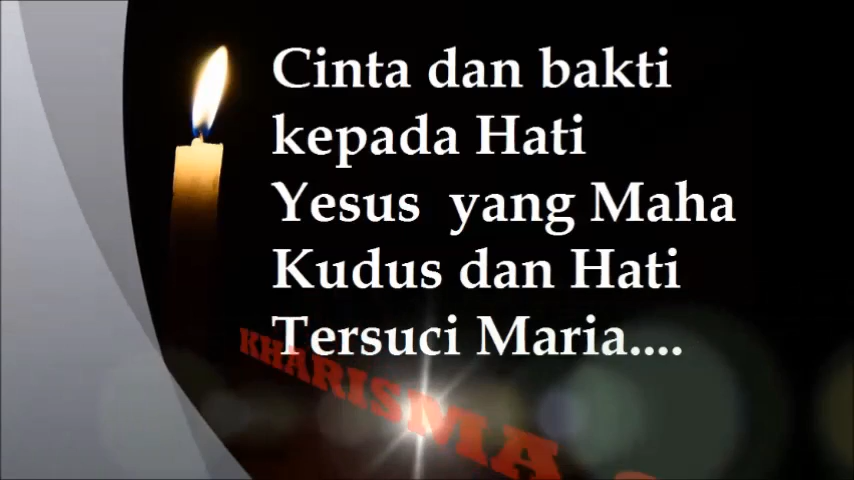 Cinta dan bakti
kepada Hati
Yesus yang Maha
Kudus dan Hati
Tersuci Maria....
KHARISMA